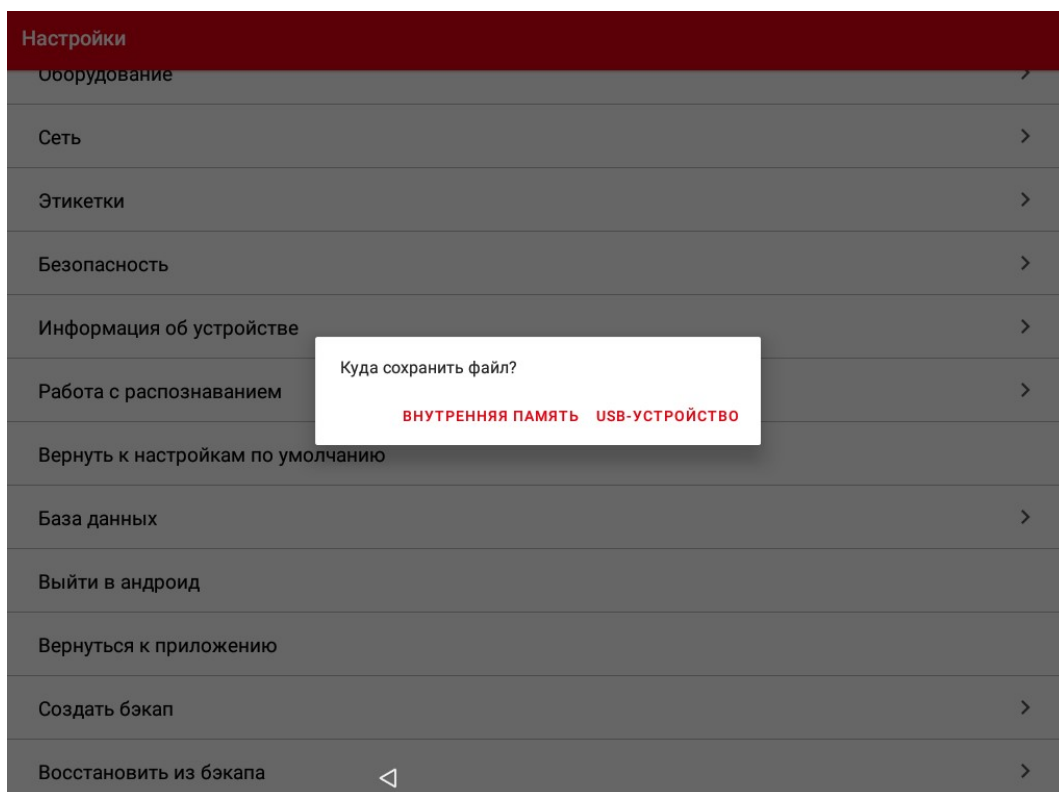 Настройки
Оборудование
Сеть
Этикетки
Безопасность
Информация об устройстве
Куда сохранить файл?
Работа с распознаванием
ВНУТРЕННЯЯ ПАМЯТЬ USB-УСТРОЙСТВО
Вернуть к настройкам по умолчанию
База данных
Выйти в андроид
Вернуться к приложению
Создать бэкап
Восстановить из бэкапа